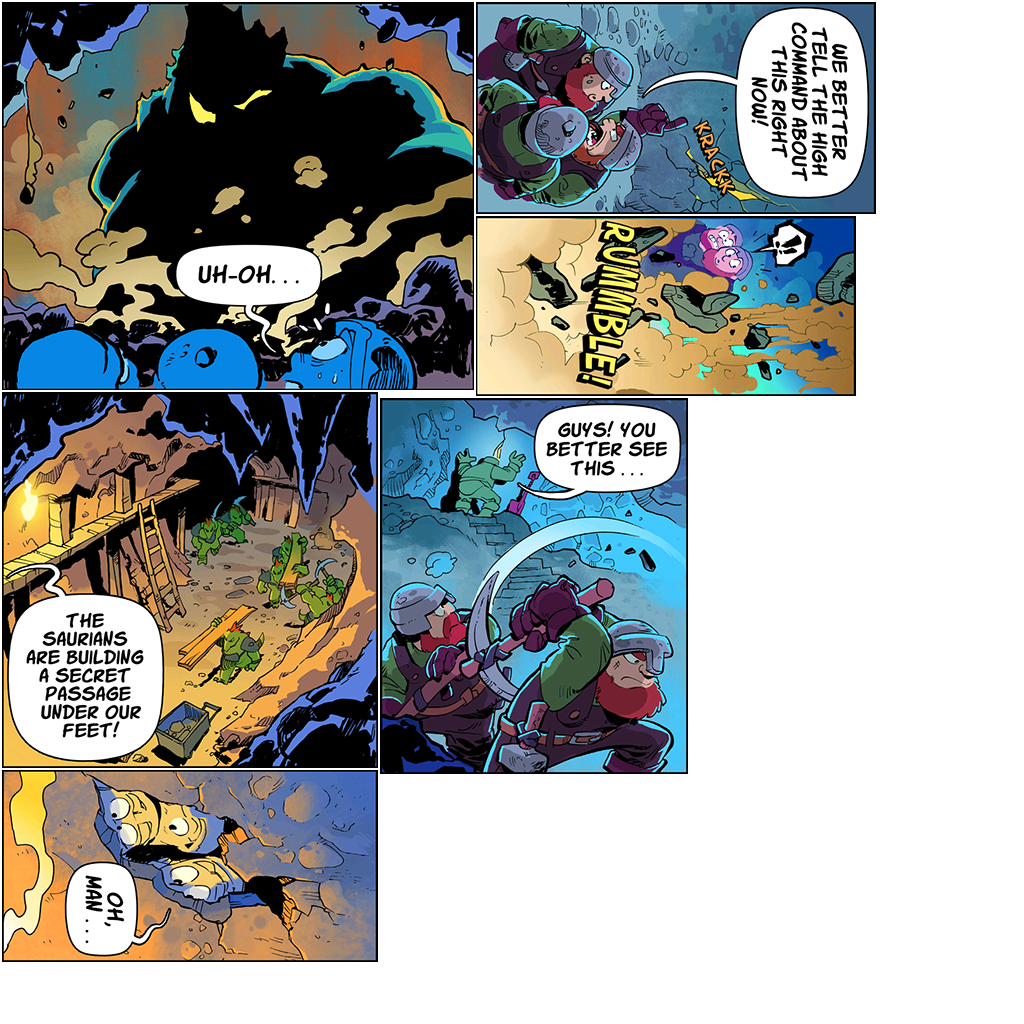 UH-OH...
WE BETTER
TELL THE HIGH
COMMAND ABOUT
THIS RIGHT
NOW!
KRACKK
RUMMBLE!
!!
THE
SAURIANS
ARE BUILDING
A SECRET
PASSAGE
UNDER OUR
FEET!
GUYS! YOU
BETTER SEE
THIS...
OH,
MAN...